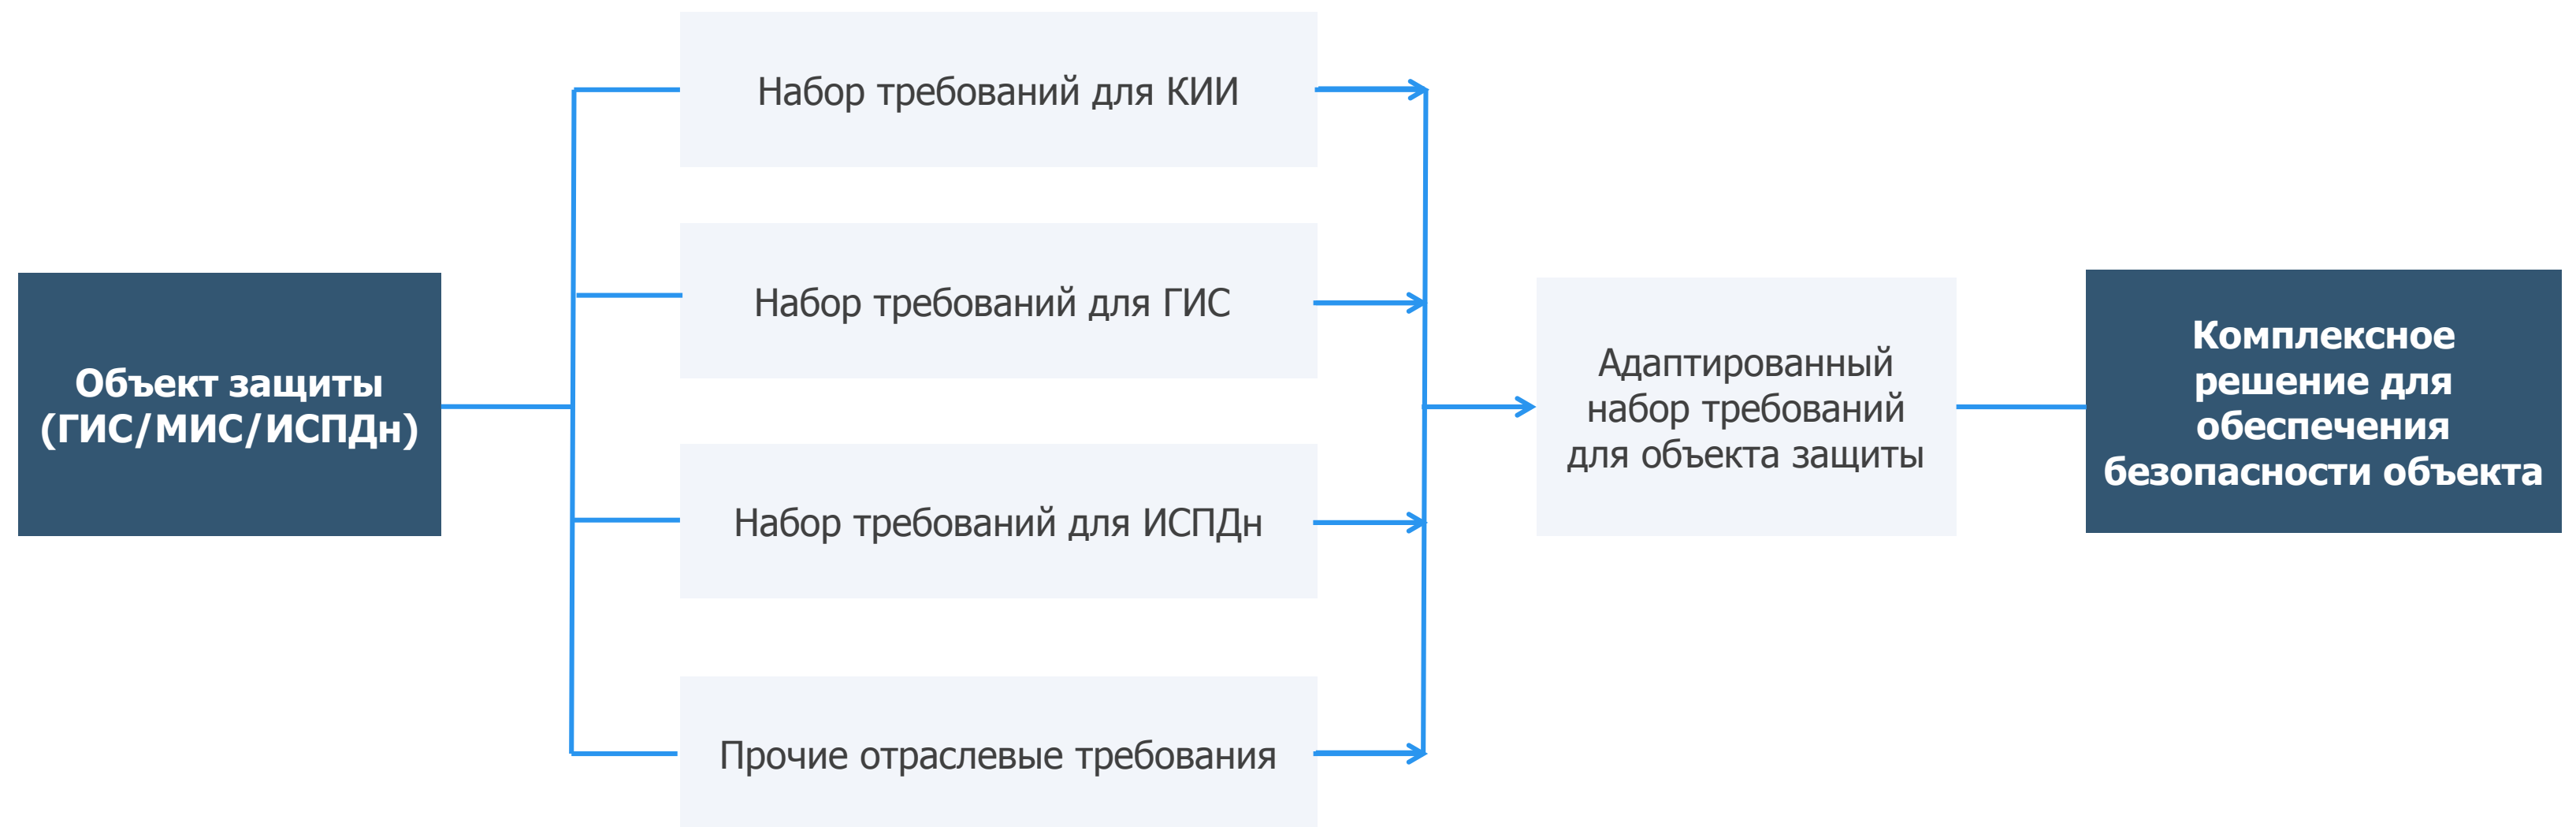 Объект защиты
(ГИС/МИС/ИСПДн)
Набор требований для КИИ
Набор требований для ГИС
Набор требований для ИСПДн
Прочие отраслевые требования
Адаптированный
набор требований
для объекта защиты
Комплексное
решение для
обеспечения
безопасности объекта